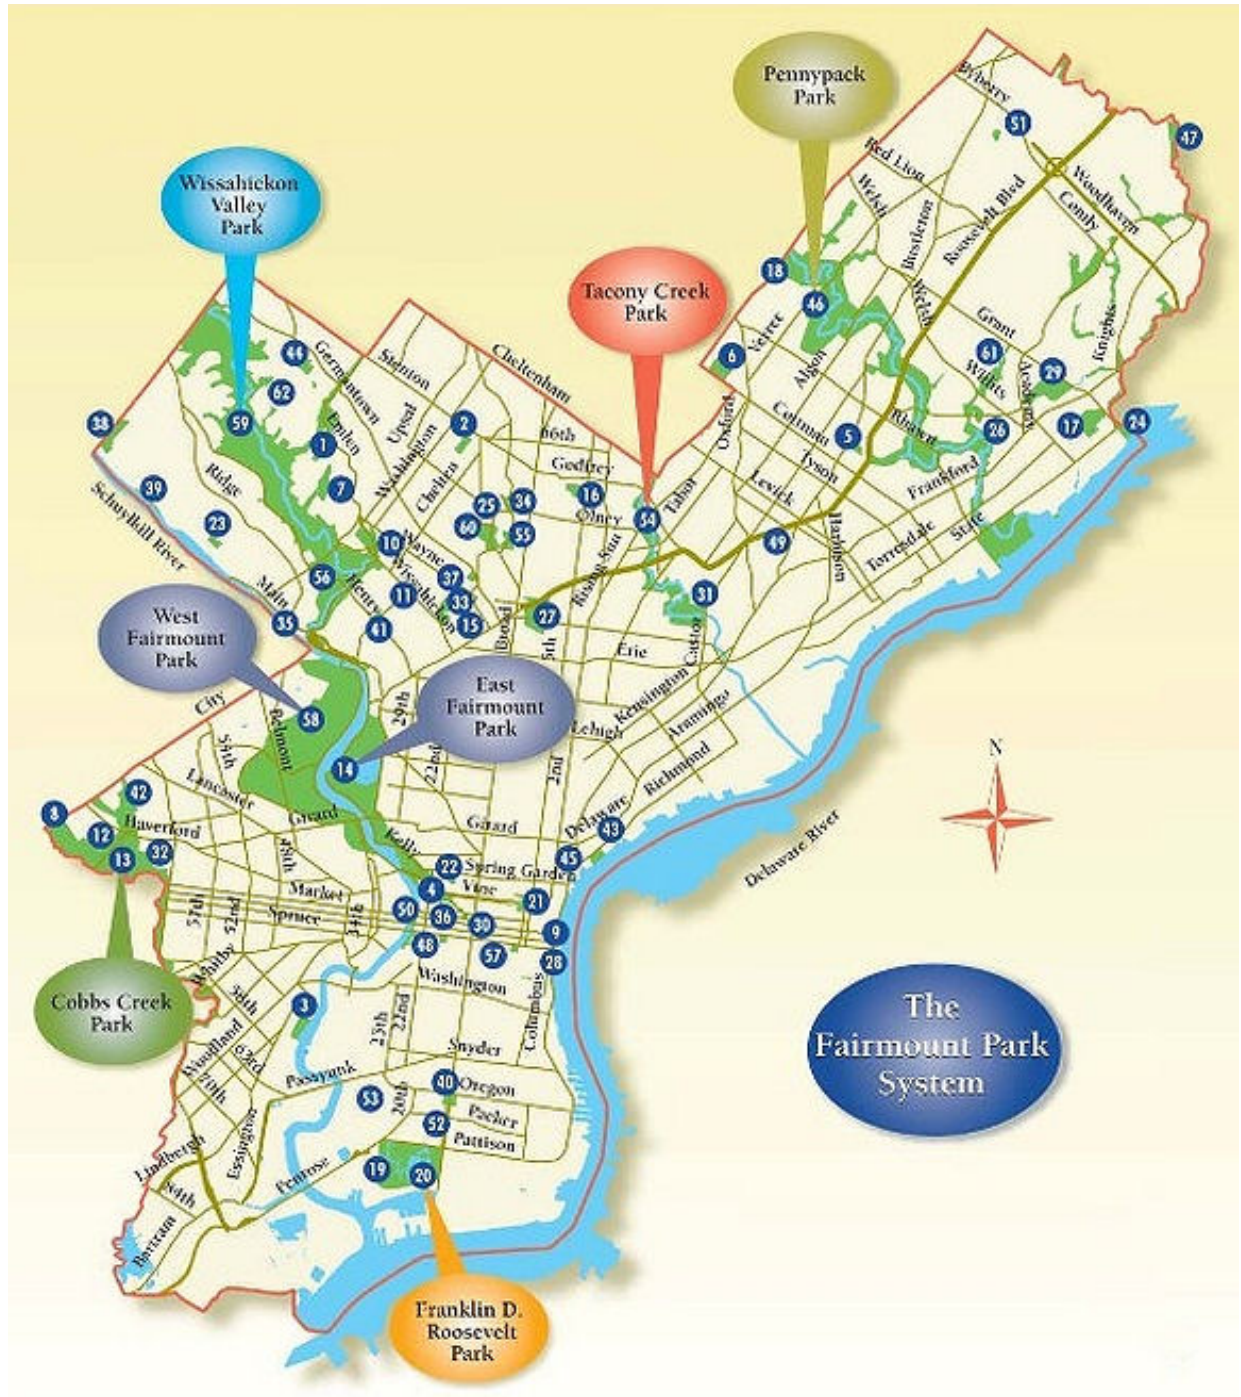 Pennypack
Park
Byberry
51
47
Red Lion
Woodhaven
Wissahickon
Valley
Park
Welsh
Comly
Bustleton
Roosevelt Blvd
Tacony Creek
Park
18
46
Welsh
Verree
Grant
Knights
44
Germantown
Stenton
Cheltenham
6
Algon
61
Willits
Academy
29
62
Upsal
Oxford
Cottman
Rhawn
59
Emlen
2
66th
5
26
17
24
38
1
Washington
Godfrey
Tyson
Ridge
Chelten
Levick
Frankford
39
7
25
34
16
Olney
Tabor
Schuylkill River
23
60
55
54
49
Harbison
Torresdale
State
10
Wayne
Rising Sun
Main
56
Henry
Wissahickon
37
11
33
31
West
Fairmount
Park
35
41
15
Broad
27
5th
Erie
Castor
City
East
Fairmount
Park
29th
Kensington
58
Belmont
Lehigh
Aramingo
54th
22nd
2nd
Richmond
14
N
Lancaster
42
8
12
Haverford
Girard
Girard
Delaware
43
Delaware River
13
32
48th
Kelly
22
Spring Garden
45
Market
4
Vine
21
57th
52nd
Spruce
34th
50
36
30
9
48
57
28
Whitby
Washington
Columbus
Cobbs Creek
Park
58th
3
25th
22nd
The
Fairmount Park
System
Woodland
63rd
Snyder
70th
Passyunk
40
Oregon
53
20th
Packer
52
Pattison
Essington
Lindbergh
Penrose
19
20
84th
Bartram
Franklin D.
Roosevelt
Park